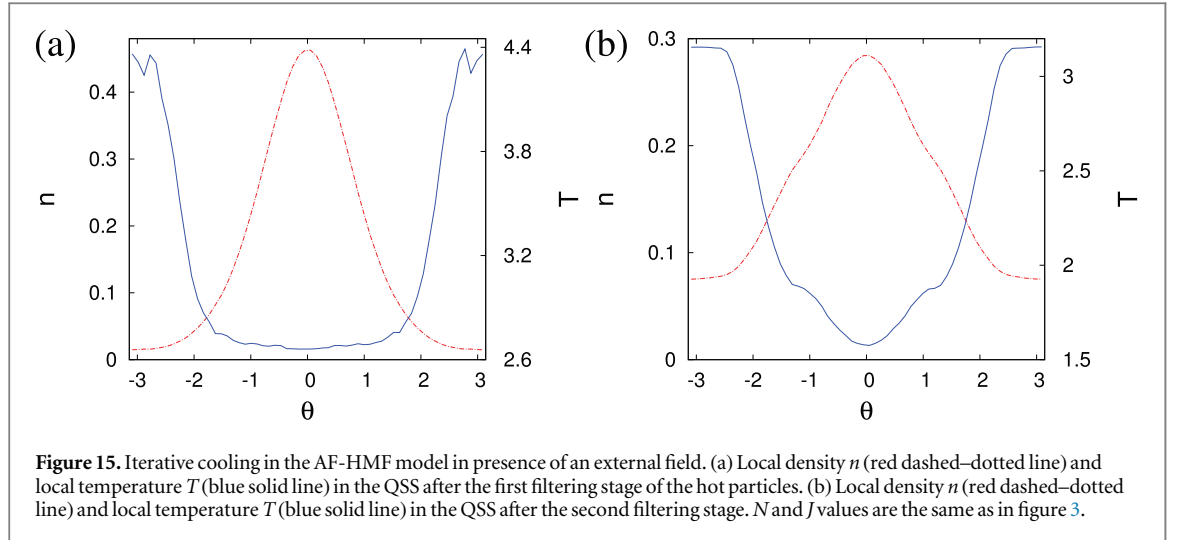 (a)
n
0.4
0.3
0.2
0.1
0
4.4
3.8
3.2
2.6
T
-3 -2 -1 0 1 2 3
θ
(b)
n
0.3
0.2
0.1
0
3
2.5
2
1.5
T
-3 -2 -1 0 1 2 3
θ
Figure 15. Iterative cooling in the AF-HMF model in presence of an external field. (a) Local density n (red dashed–dotted line) and
local temperature T (blue solid line) in the QSS after the first filtering stage of the hot particles. (b) Local density n (red dashed–dotted
line) and local temperature T (blue solid line) in the QSS after the second filtering stage. N and J values are the same as in figure 3.